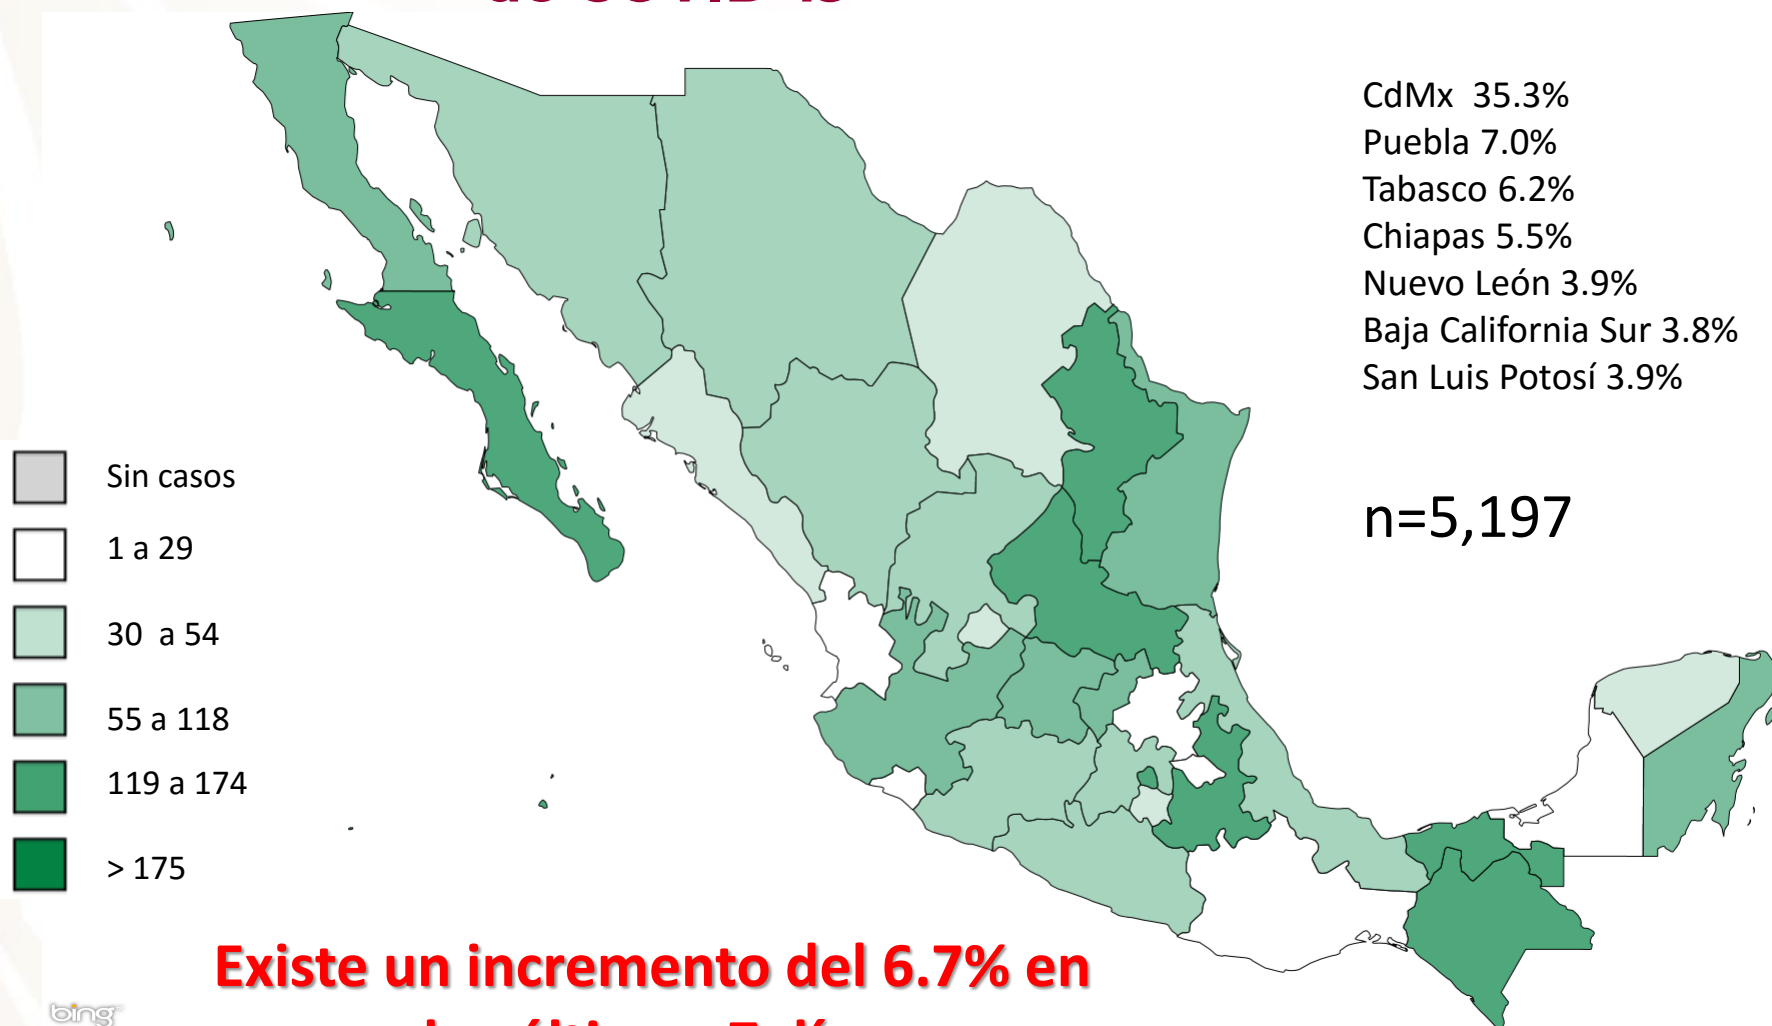 CdMx 35.3%
Puebla 7.0%
Tabasco 6.2%
Chiapas 5.5%
Nuevo León 3.9%
Baja California Sur 3.8%
San Luis Potosí 3.9%
n=5,197
Sin casos
1 a 29
30 a 54
55 a 118
119 a 174
> 175
Existe un incremento del 6.7% en
bing